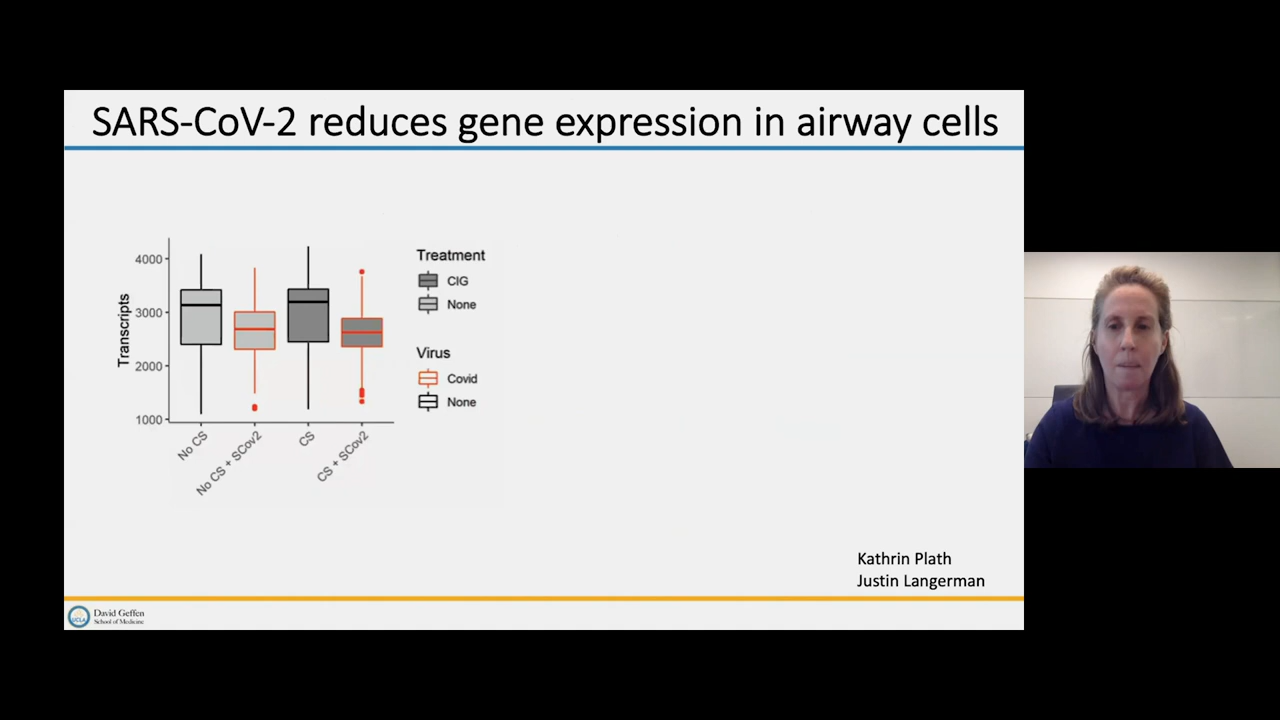 SARS-CoV-2 reduces gene expression in airway cells
Transcripts
4000
3000
2000
1000
No CS
No CS + SCov2
CS
CS + SCov2
Treatment
CIG
None
Virus
Covid
None
Kathrin Plath
Justin Langerman
UCLA
David Geffen
School of Medicine